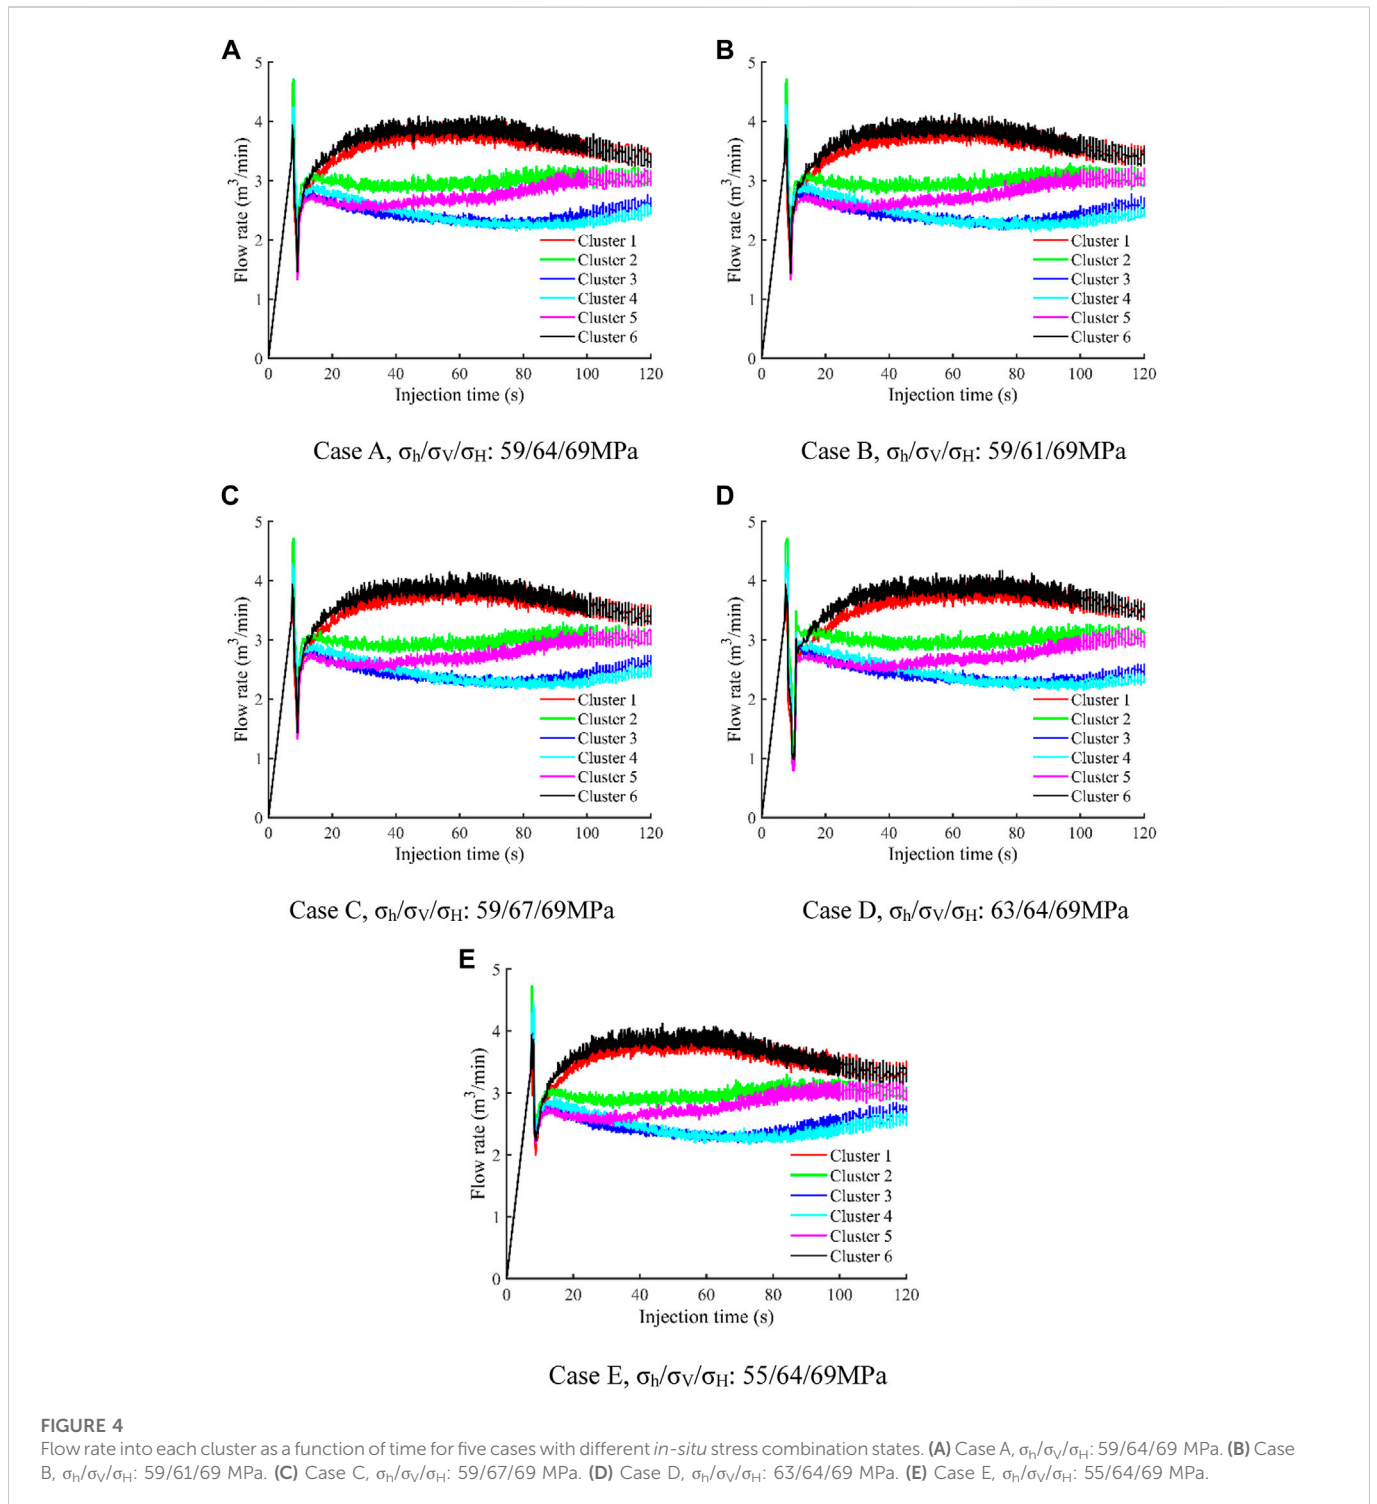 A
Flow rate (m³/min)
5
4
3
2
1
0
Cluster 1
Cluster 2
Cluster 3
Cluster 4
Cluster 5
Cluster 6
0 20 40 60 80 100 120
Injection time (s)
Case A, σh/σV/σH: 59/64/69MPa
B
Flow rate (m³/min)
5
4
3
2
1
0
Cluster 1
Cluster 2
Cluster 3
Cluster 4
Cluster 5
Cluster 6
0 20 40 60 80 100 120
Injection time (s)
Case B, σh/σV/σH: 59/61/69MPa
C
Flow rate (m³/min)
5
4
3
2
1
0
Cluster 1
Cluster 2
Cluster 3
Cluster 4
Cluster 5
Cluster 6
0 20 40 60 80 100 120
Injection time (s)
Case C, σh/σV/σH: 59/67/69MPa
D
Flow rate (m³/min)
5
4
3
2
1
0
Cluster 1
Cluster 2
Cluster 3
Cluster 4
Cluster 5
Cluster 6
0 20 40 60 80 100 120
Injection time (s)
Case D, σh/σV/σH: 63/64/69MPa
E
Flow rate (m³/min)
5
4
3
2
1
0
Cluster 1
Cluster 2
Cluster 3
Cluster 4
Cluster 5
Cluster 6
0 20 40 60 80 100 120
Injection time (s)
Case E, σh/σV/σH: 55/64/69MPa
FIGURE 4
Flow rate into each cluster as a function of time for five cases with different in-situ stress combination states. (A) Case A, σh/σV/σH: 59/64/69 MPa. (B) Case
B, σh/σV/σH: 59/61/69 MPa. (C) Case C, σh/σV/σH: 59/67/69 MPa. (D) Case D, σh/σV/σH: 63/64/69 MPa. (E) Case E, σh/σV/σH: 55/64/69 MPa.